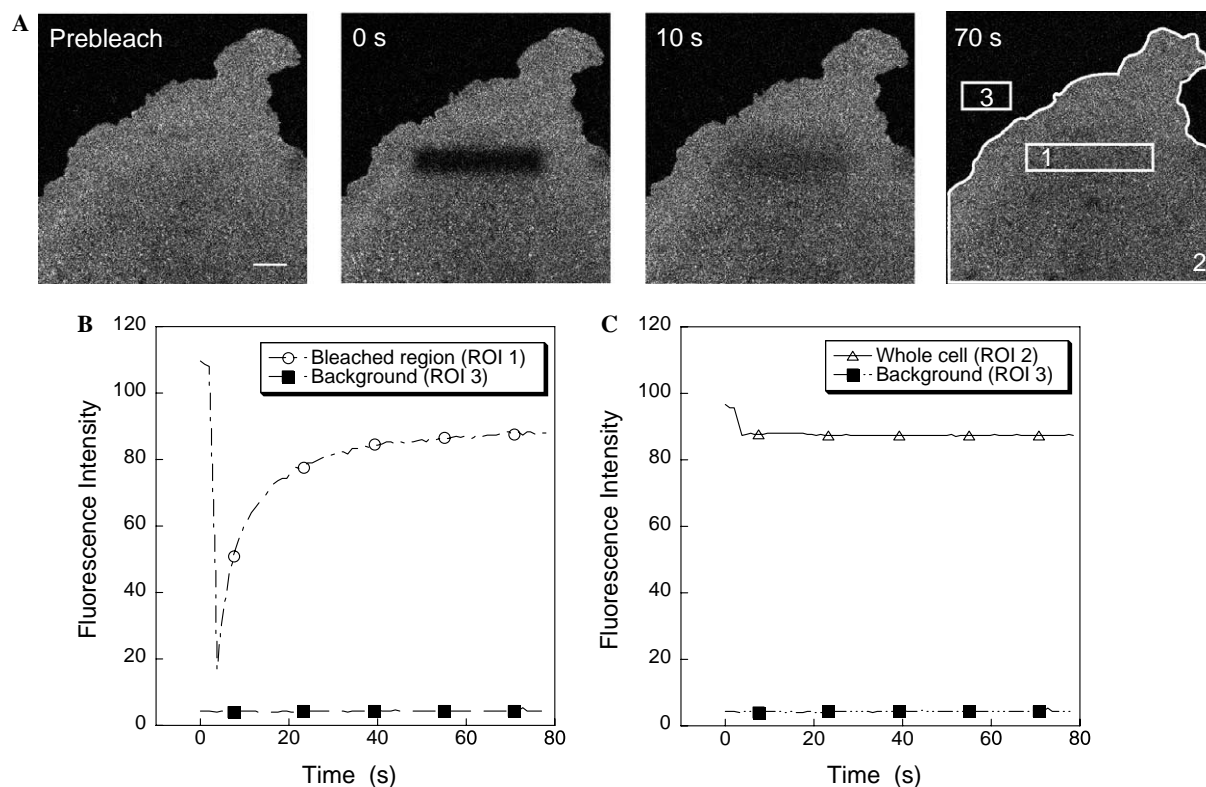 A
Prebleach
0 s
10 s
70 s
3
1
2
B
C
120
100
80
60
40
20
0
Fluorescence Intensity
Bleached region (ROI 1)
Background (ROI 3)
0 20 40 60 80
Time (s)
120
100
80
60
40
20
0
Fluorescence Intensity
Whole cell (ROI 2)
Background (ROI 3)
0 20 40 60 80
Time (s)